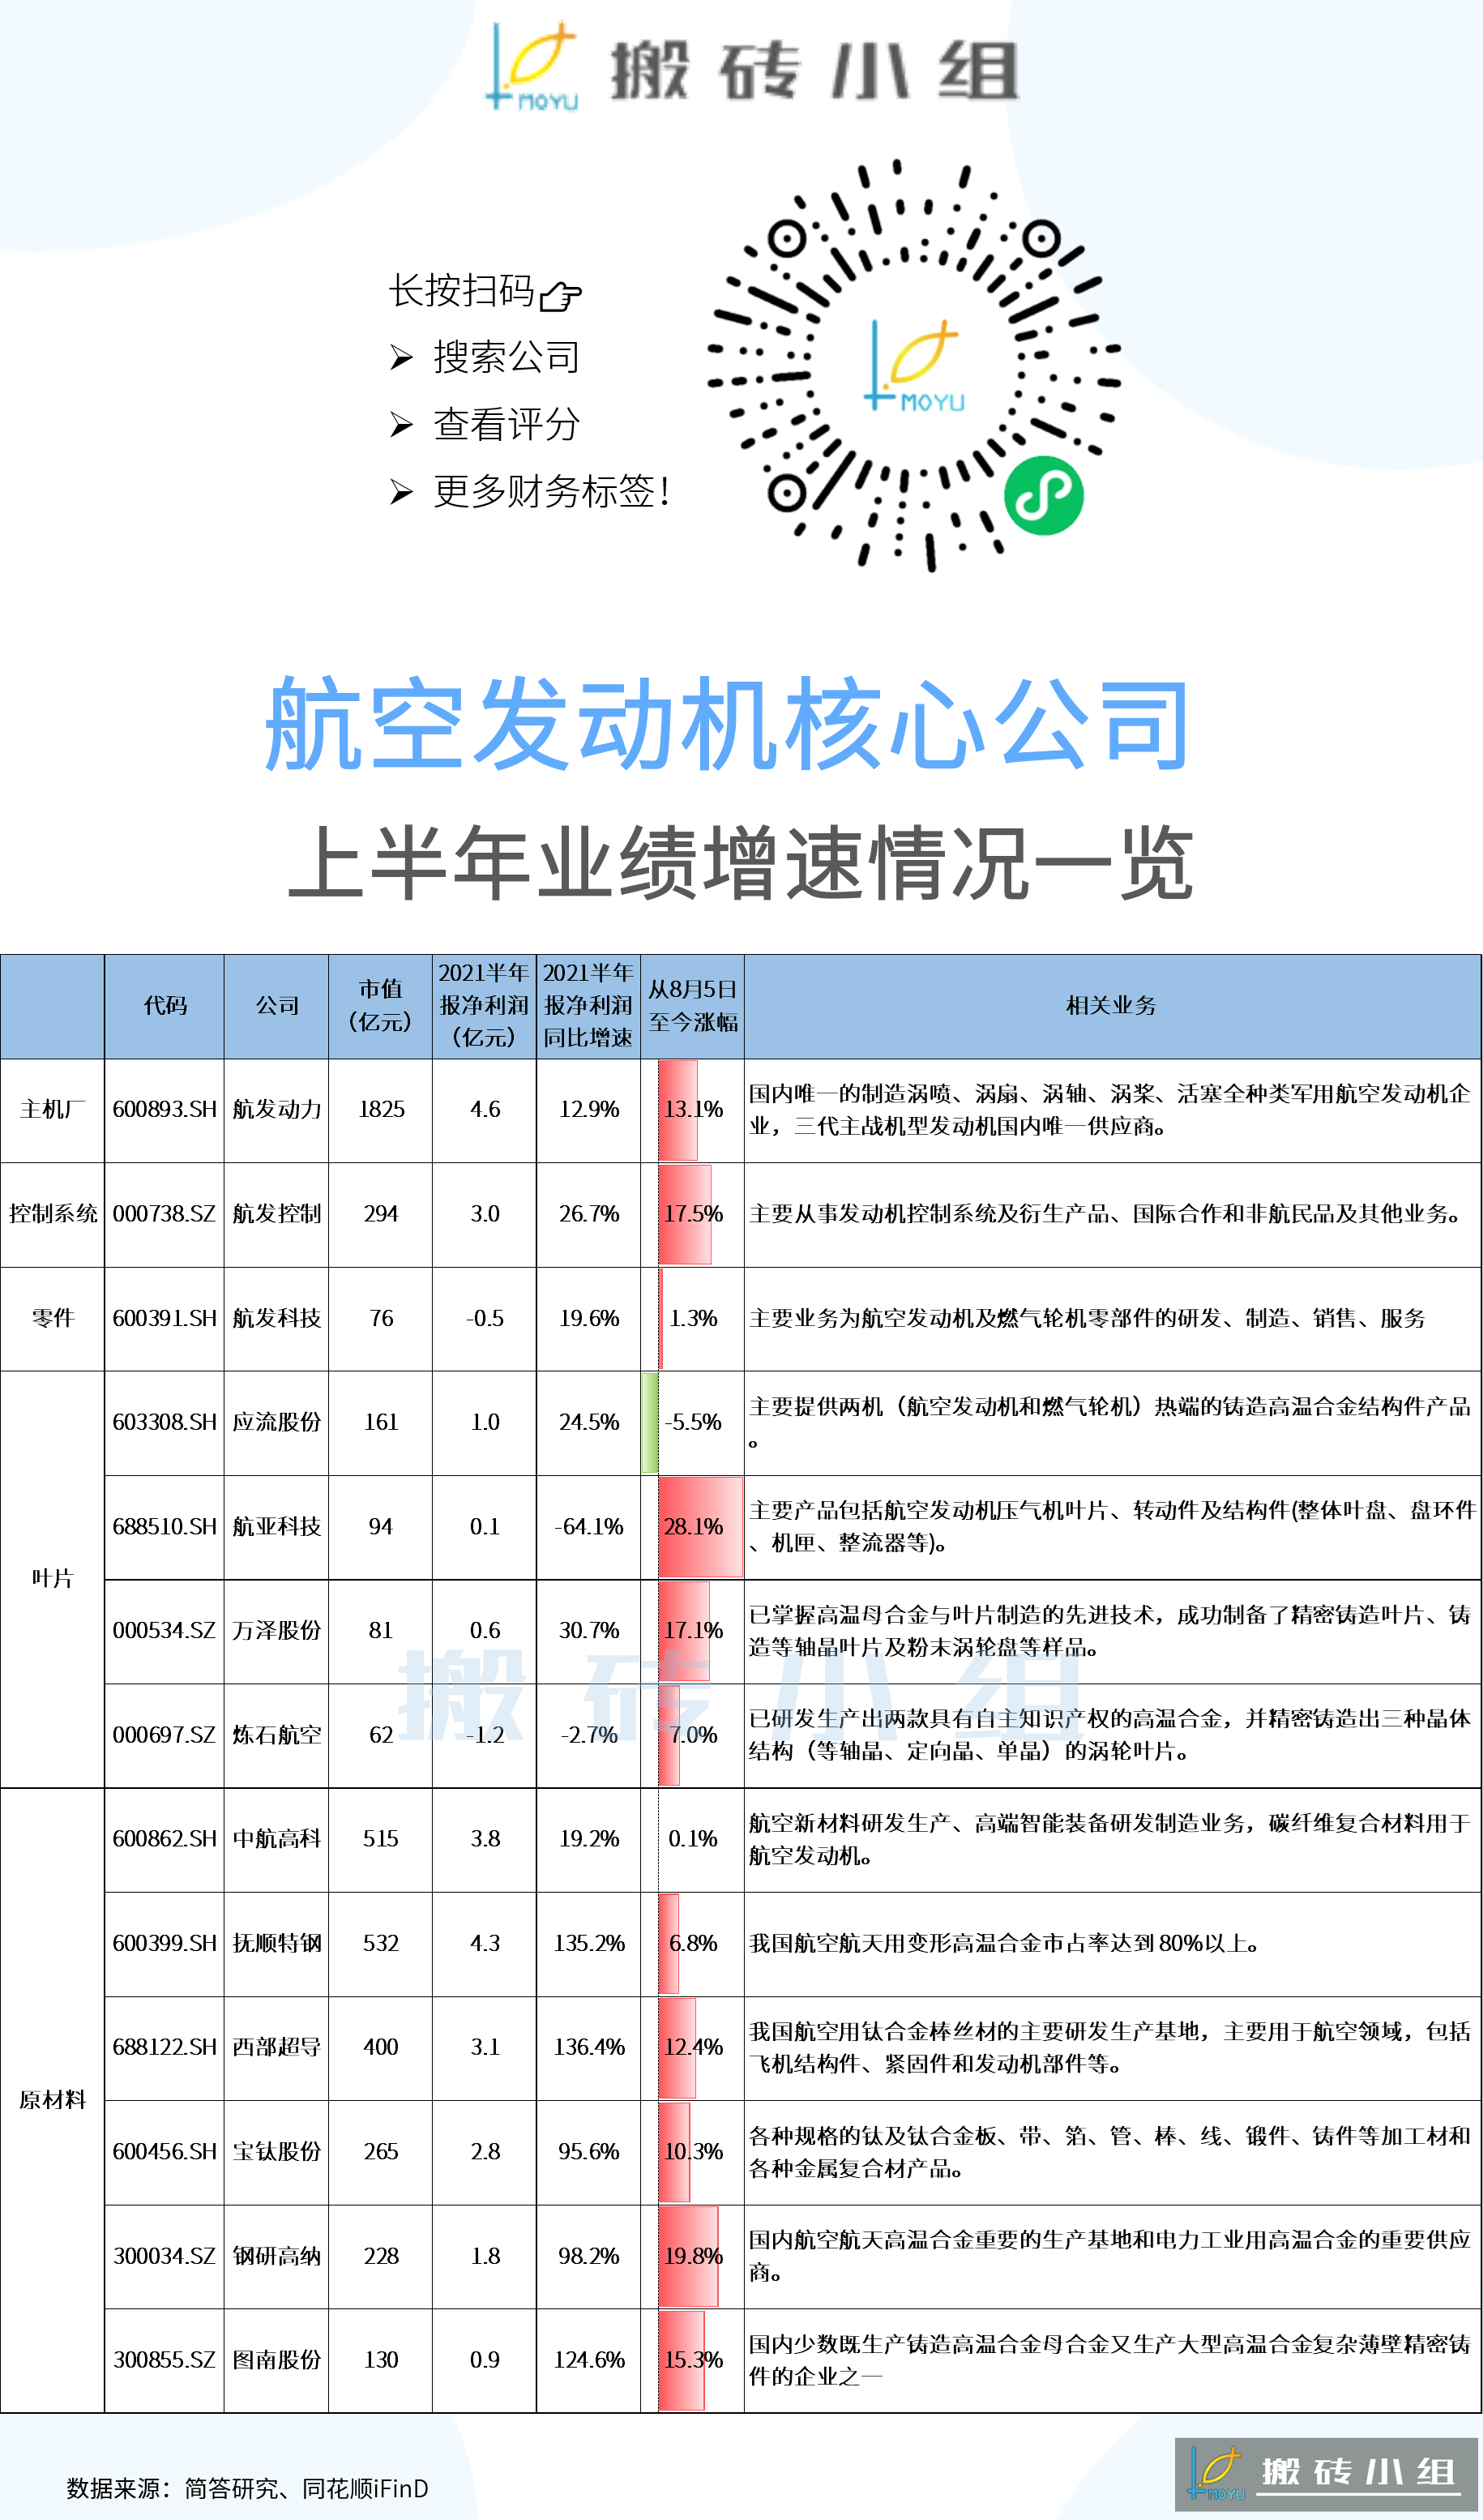 MOYU
搬砖小组
长按扫码
搜索公司
查看评分
更多财务标签！
MOYU
航空发动机核心公司
上半年业绩增速情况一览
代码 公司 市值（亿元） 2021半年报净利润（亿元） 2021半年报净利润同比增速 从8月5日至今涨幅 相关业务
主机厂 600893.SH 航发动力 1825 4.6 12.9% 13.1% 国内唯一的制造涡喷、涡扇、涡轴、涡桨、活塞全种类军用航空发动机企
业，三代主战机型发动机国内唯一供应商。
控制系统 000738.SZ 航发控制 294 3.0 26.7% 17.5% 主要从事发动机控制系统及衍生产品、国际合作和非航民品及其他业务。
零件 600391.SH 航发科技 76 -0.5 19.6% 1.3% 主要业务为航空发动机及燃气轮机零部件的研发、制造、销售、服务
叶片
603308.SH 应流股份 161 1.0 24.5% -5.5% 主要提供两机（航空发动机和燃气轮机）热端的铸造高温合金结构件产品
。
688510.SH 航亚科技 94 0.1 -64.1% 28.1% 主要产品包括航空发动机压气机叶片、转动件及结构件(整体叶盘、盘环件
、机匣、整流器等)。
000534.SZ 万泽股份 81 0.6 30.7% 17.1% 已掌握高温母合金与叶片制造的先进技术，成功制备了精密铸造叶片、铸
造等轴晶叶片及粉末涡轮盘等样品。
搬砖小组
000697.SZ 炼石航空 62 -1.2 -2.7% 7.0% 已研发生产出两款具有自主知识产权的高温合金，并精密铸造出三种晶体
结构（等轴晶、定向晶、单晶）的涡轮叶片。
原材料
600862.SH 中航高科 515 3.8 19.2% 0.1% 航空新材料研发生产、高端智能装备研发制造业务，碳纤维复合材料用于
航空发动机。
600399.SH 抚顺特钢 532 4.3 135.2% 6.8% 我国航空航天用变形高温合金市占率达到80%以上。
688122.SH 西部超导 400 3.1 136.4% 12.4% 我国航空用钛合金棒丝材的主要研发生产基地，主要用于航空领域，包括
飞机结构件、紧固件和发动机部件等。
600456.SH 宝钛股份 265 2.8 95.6% 10.3% 各种规格的钛及钛合金板、带、箔、管、棒、线、锻件、铸件等加工材和
各种金属复合材产品。
300034.SZ 钢研高纳 228 1.8 98.2% 19.8% 国内航空航天高温合金重要的生产基地和电力工业用高温合金的重要供应
商。
300855.SZ 图南股份 130 0.9 124.6% 15.3% 国内少数既生产铸造高温合金母合金又生产大型高温合金复杂薄壁精密铸
件的企业之一
数据来源：简答研究、同花顺iFinD
MOYU 搬砖小组